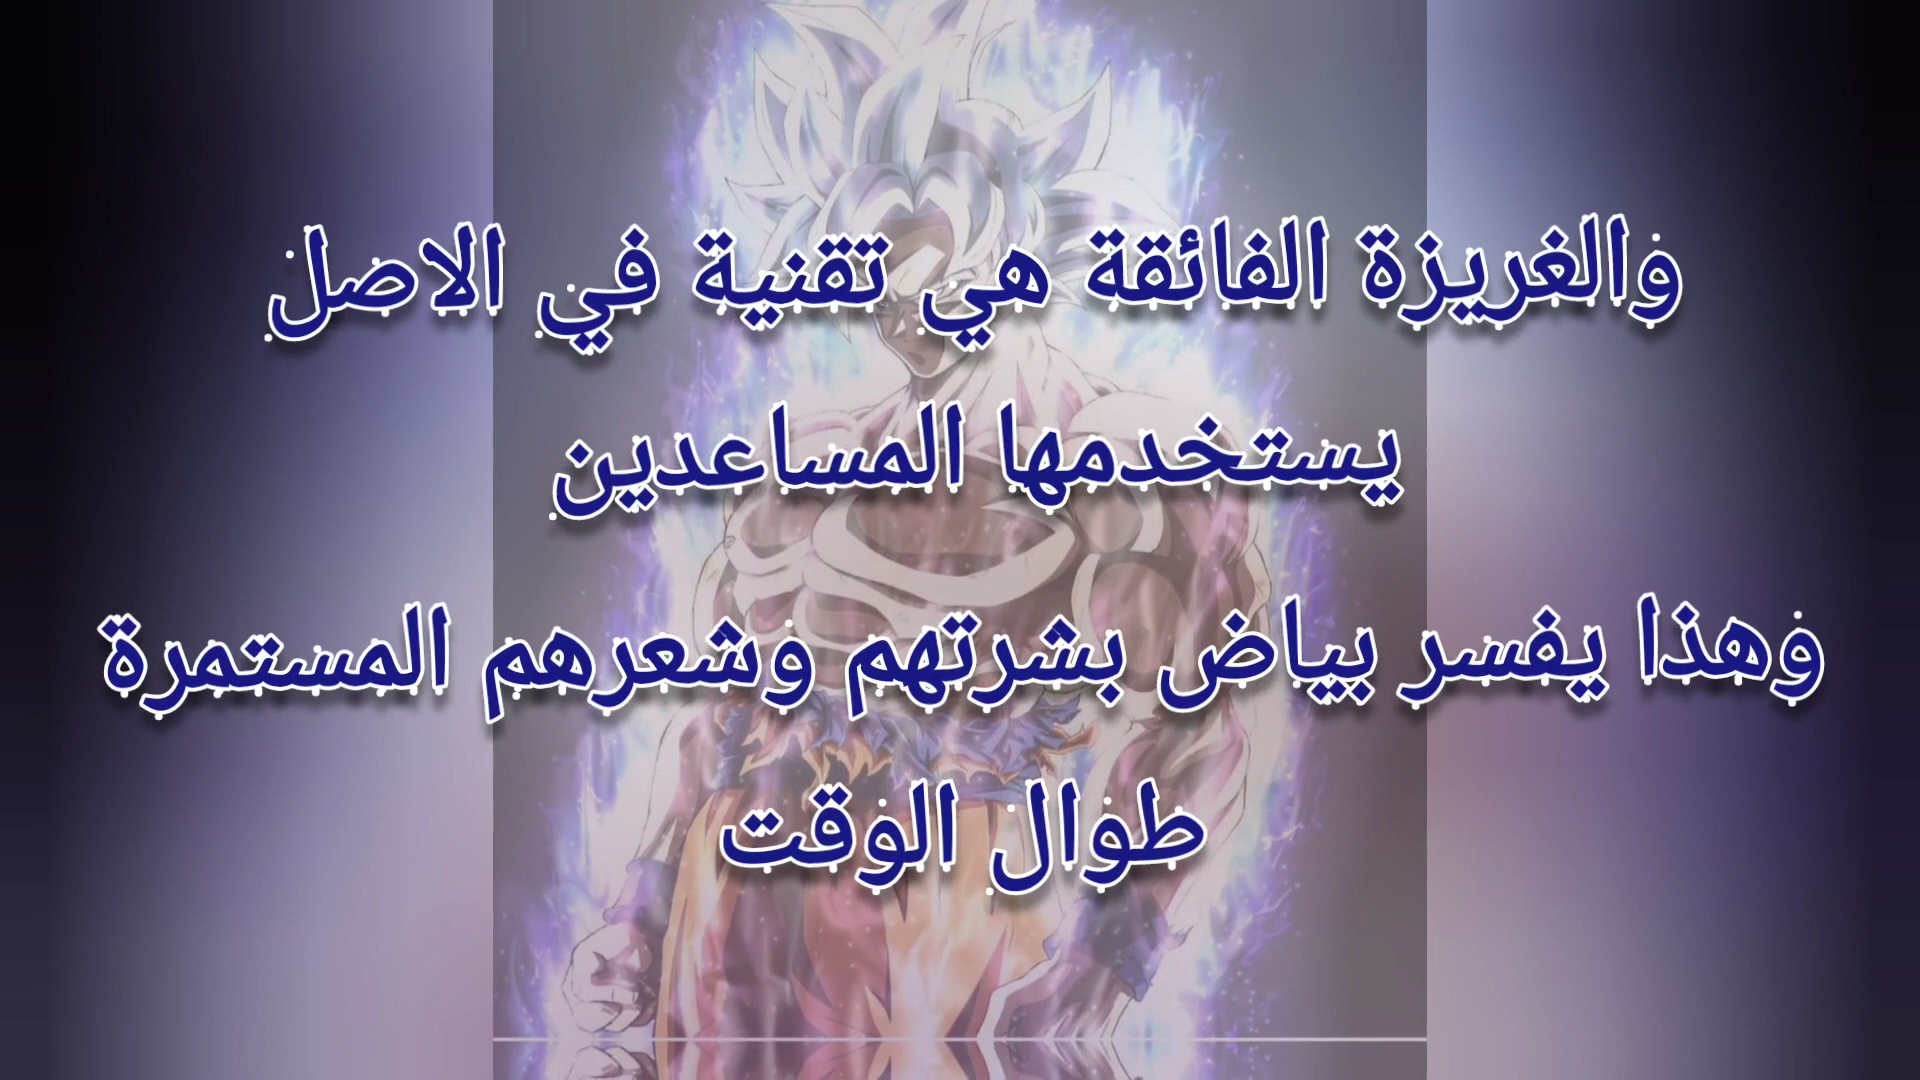 والغريزة الفائقة هي تقنية في الاصل
يستخدمها المساعدين
وهذا يفسر بياض بشرتهم وشعرهم المستمرة
طوال الوقت